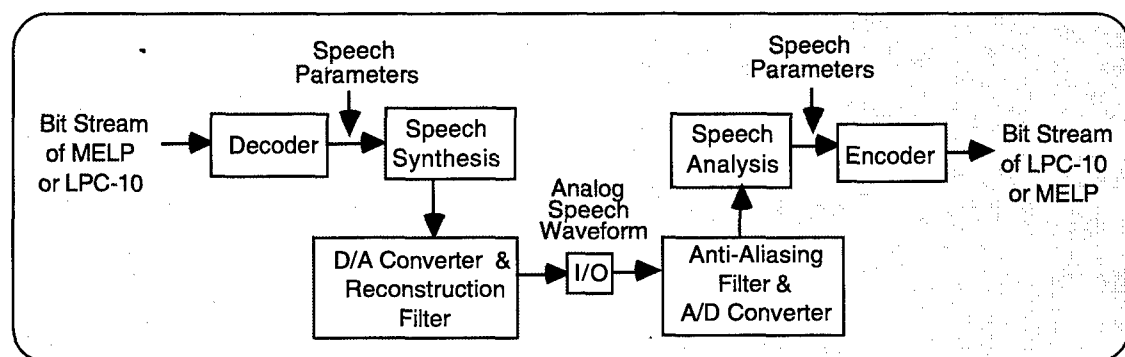 Speech
Parameters
Bit Stream
of MELP
or LPC-10
Decoder
Speech
Synthesis
D/A Converter &
Reconstruction
Filter
Analog
Speech
Waveform
I/O
Anti-Aliasing
Filter &
A/D Converter
Speech
Analysis
Speech
Parameters
Encoder
Bit Stream
of LPC-10
or MELP